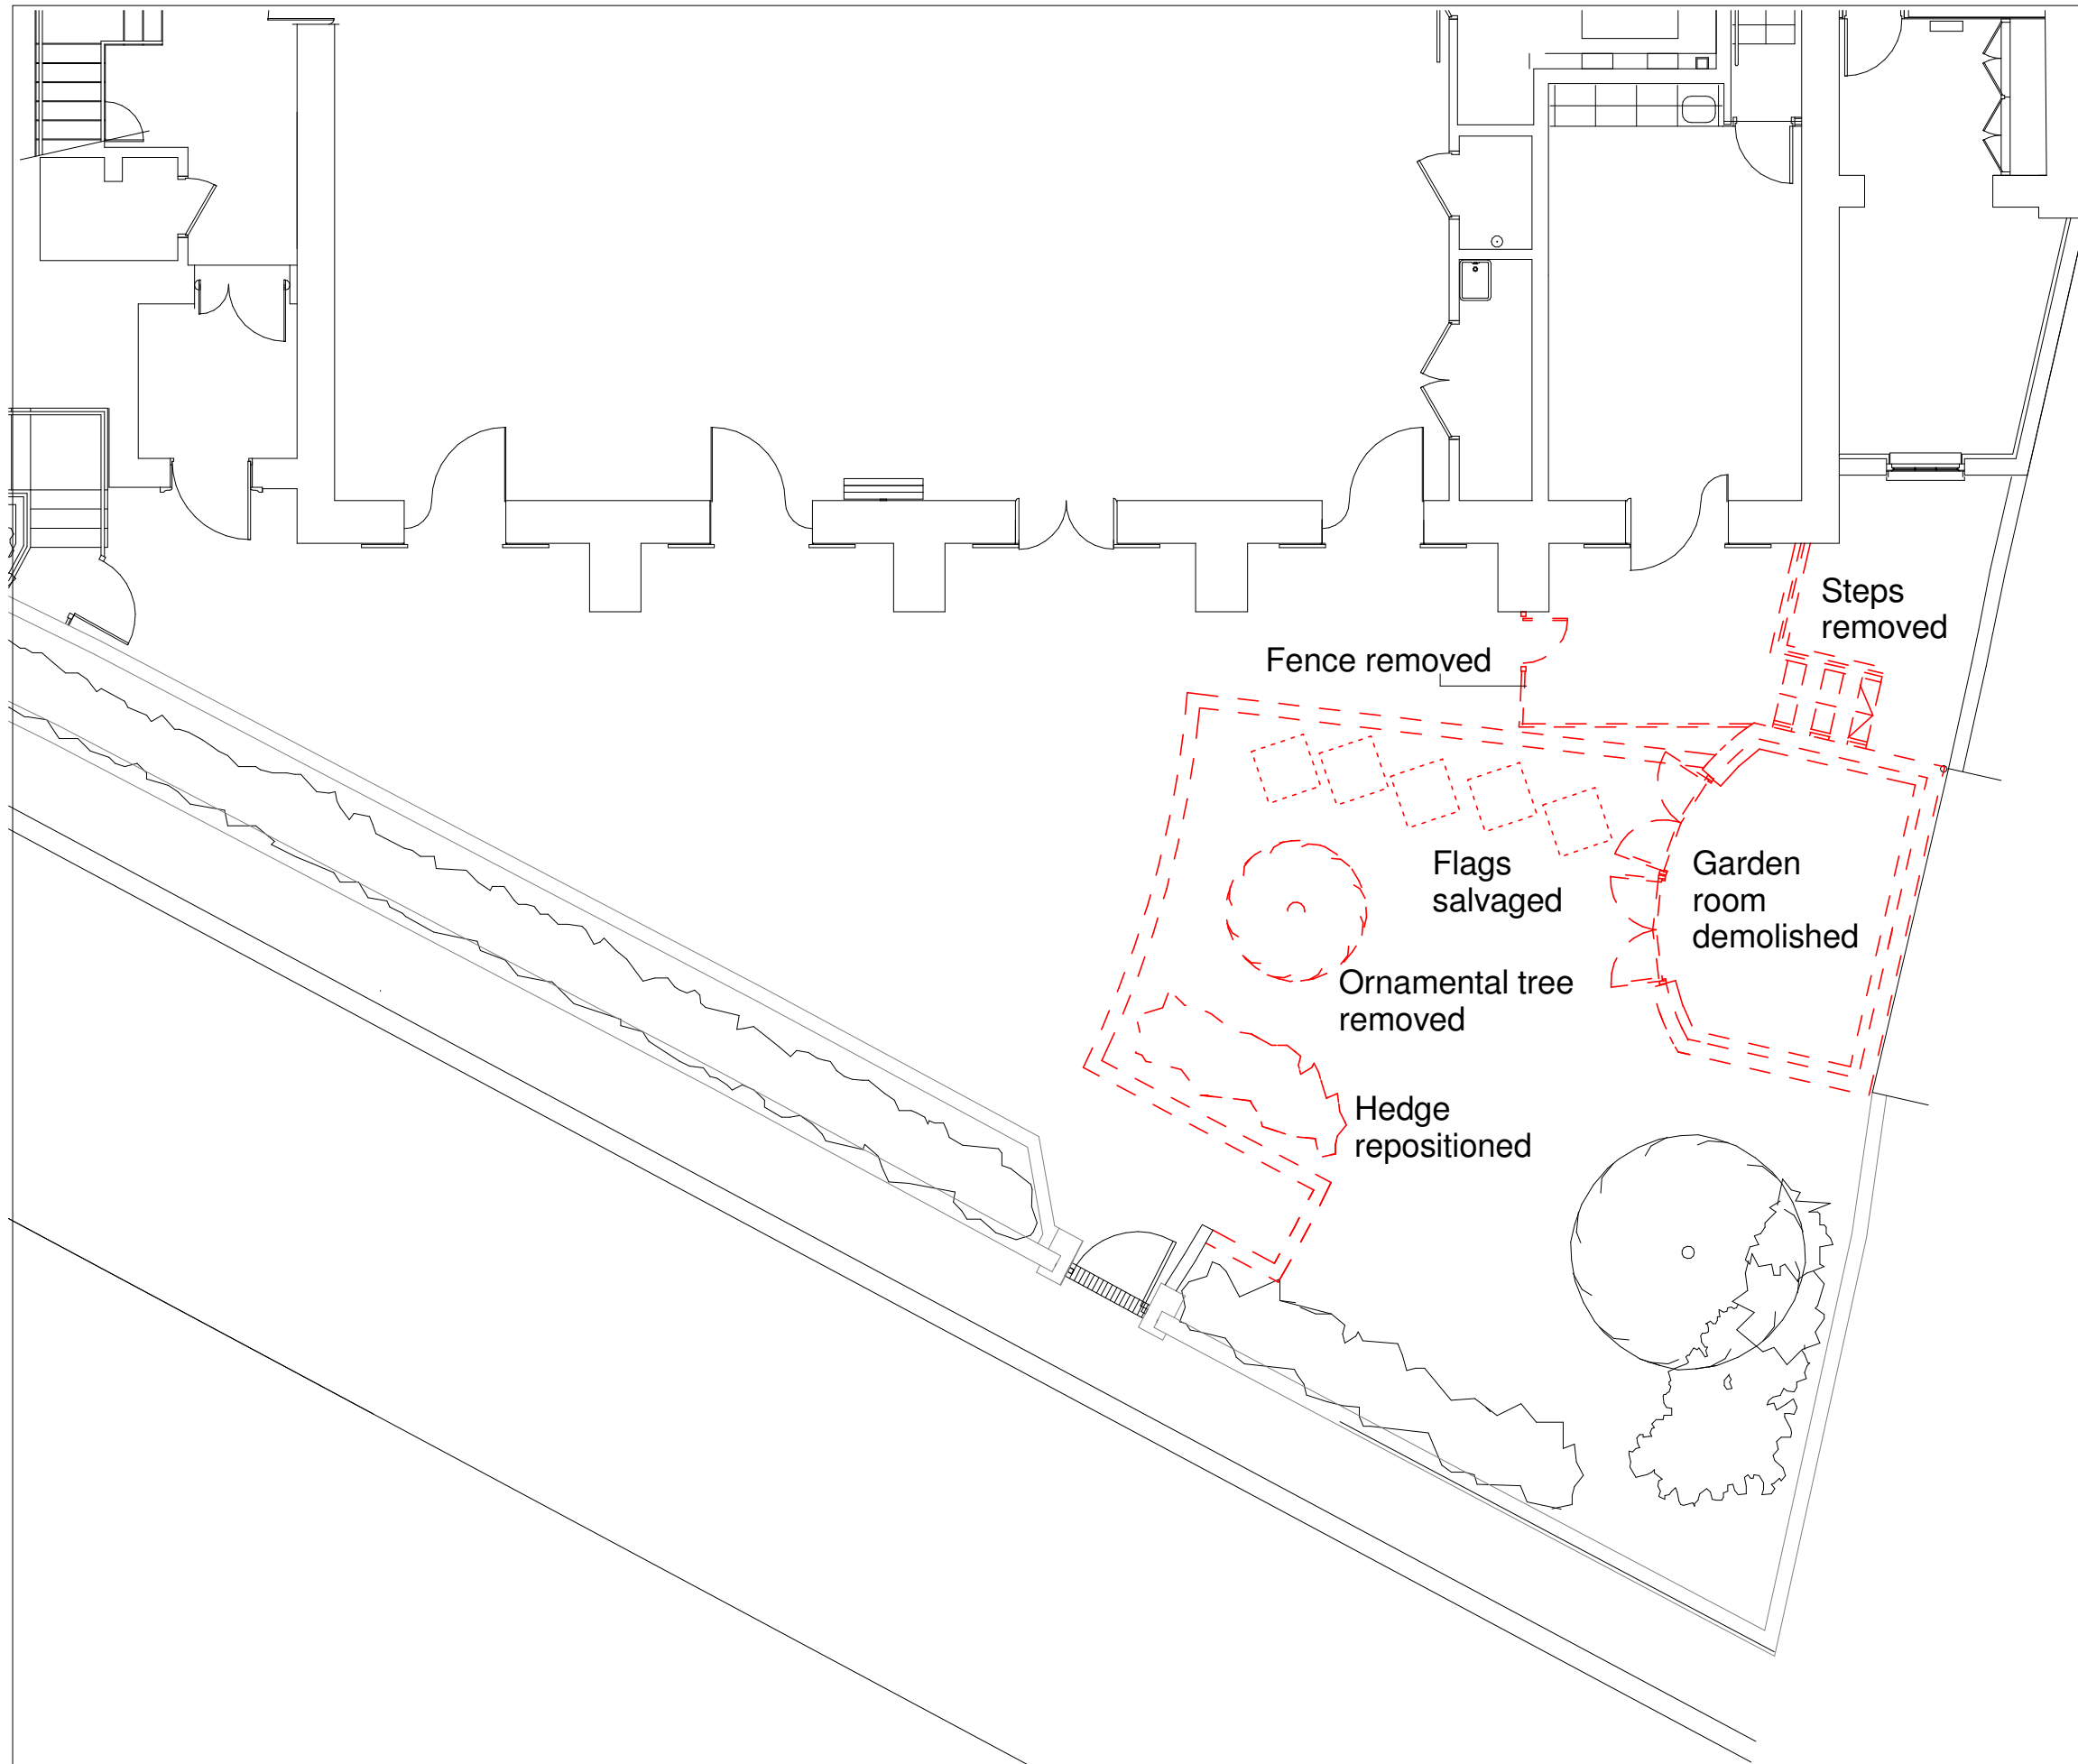 Steps
removed
Fence removed
Flags
salvaged
Garden
room
demolished
Ornamental tree
removed
Hedge
repositioned